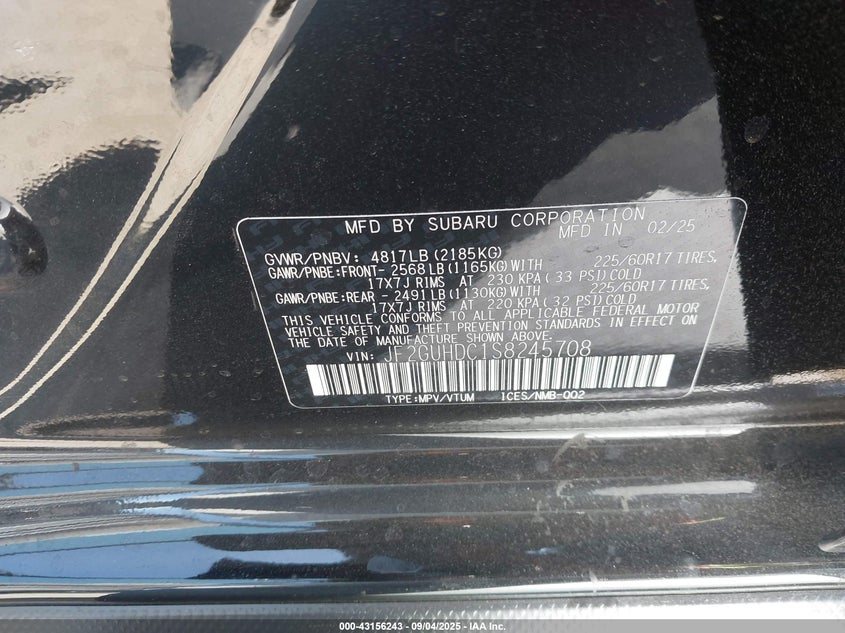 MFD BY SUBARU CORPORATION
MFD IN 02/25
GVWR/PNBV: 4817LB(2185KG)
GAWR/PNBE:FRONT- 2568LB(1165KG)WITH 225/60R17 TIRES,
17X7J RIMS AT 230 KPA(33 PSI)COLD
GAWR/PNBE:REAR - 2491LB(1130KG)WITH 225/60R17 TIRES,
17X7J RIMS AT 220 KPA(32 PSI)COLD
THIS VEHICLE CONFORMS TO ALL APPLICABLE FEDERAL MOTOR
VEHICLE SAFETY AND THEFT PREVENTION STANDARDS IN EFFECT ON
THE DATE OF MANUFACTURE SHOWN ABOVE.
VIN: JF2GUHDC1S8245708
TYPE:MPV/VTUM ICES/NMB-002
000-43156243 - 09/04/2025 - IAA Inc.